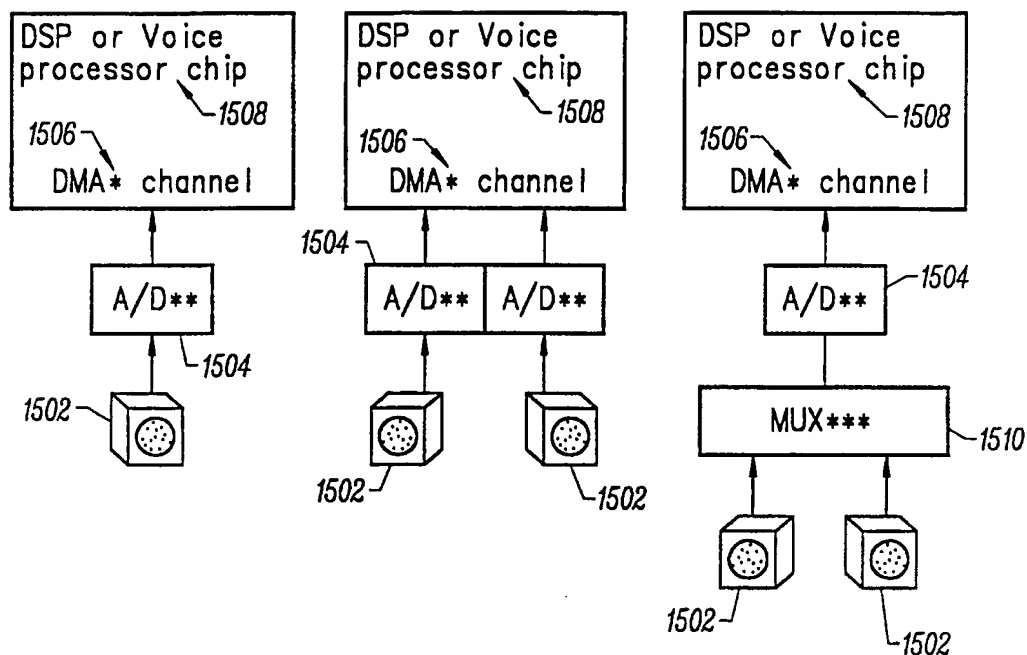 DSP or Voice
processor chip
1508
1506
DMA* channel
A/D**
1504
1502
DSP or Voice
processor chip
1508
1506
DMA* channel
1504
A/D** A/D**
1502
1502
DSP or Voice
processor chip
1508
1506
DMA* channel
A/D**
1504
MUX***
1510
1502
1502